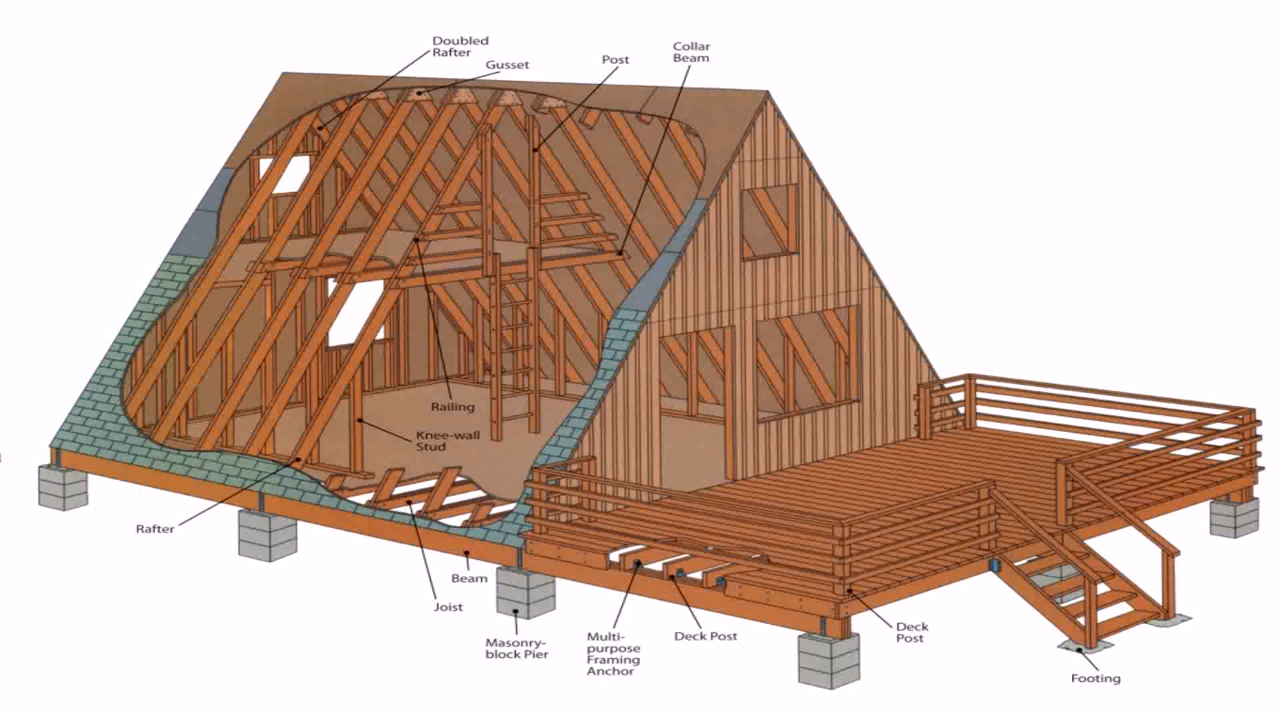 Doubled
Rafter
Gusset
Post
Collar
Beam
Railing
Knee-wall
Stud
Rafter
Beam
Joist
Masonry-
block Pier
Multi-
purpose
Framing
Anchor
Deck Post
Deck
Post
Footing